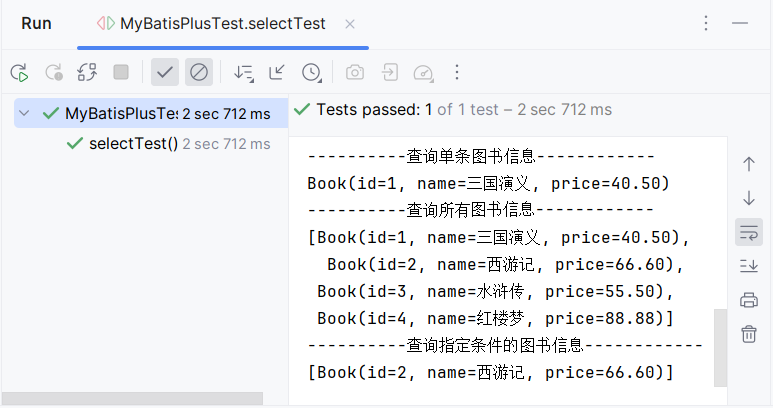 Run
MyBatisPlusTest.selectTest
MyBatisPlusTes 2 sec 712 ms
selectTest() 2 sec 712 ms
Tests passed: 1 of 1 test – 2 sec 712 ms
----------查询单条图书信息------------
Book(id=1, name=三国演义, price=40.50)
----------查询所有图书信息------------
[Book(id=1, name=三国演义, price=40.50),
Book(id=2, name=西游记, price=66.60),
Book(id=3, name=水浒传, price=55.50),
Book(id=4, name=红楼梦, price=88.88)]
----------查询指定条件的图书信息------------
[Book(id=2, name=西游记, price=66.60)]